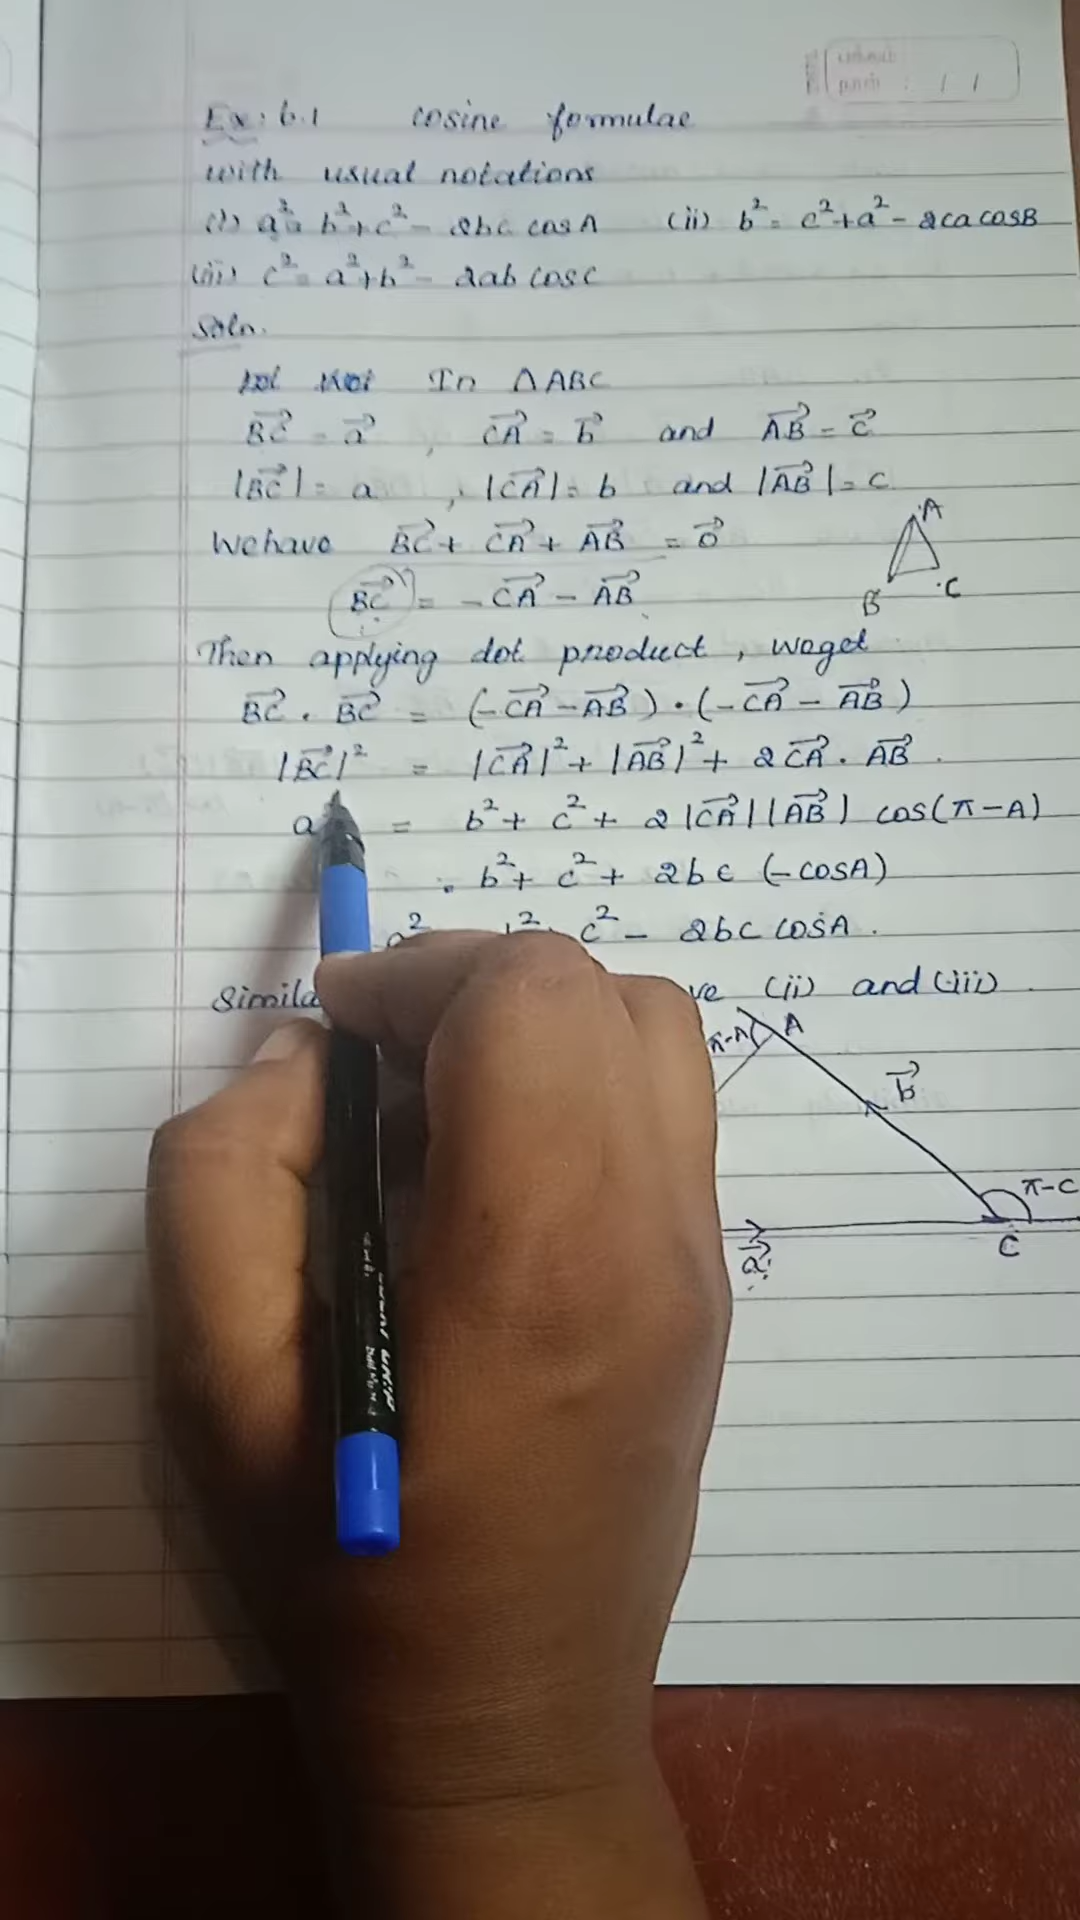 Ex: 6.1 cosine formulae
with usual notations
(i) a² = b² + c² - 2bc cosA (ii) b² = c² + a² - 2ca cosB
(iii) c² = a² + b² - 2ab cosc
Soln.
In △ABC
BC⃗ = a⃗, CA⃗ = b⃗ and AB⃗ = c⃗
|BC⃗| = a, |CA⃗| = b and |AB⃗| = c
We have BC⃗ + CA⃗ + AB⃗ = 0⃗
A
BC⃗ = -CA⃗ - AB⃗
B C
Then applying dot product, we get
BC⃗ . BC⃗ = (-CA⃗ - AB⃗) . (-CA⃗ - AB⃗)
|BC⃗|² = |CA⃗|² + |AB⃗|² + 2 CA⃗ . AB⃗.
a = b² + c² + 2 |CA⃗| |AB⃗| cos(π-A)
= b² + c² + 2bc (-cosA)
a² c² - 2bc cosA.
(ii) and (iii)
π-A A
b⃗
π-C
C
a⃗